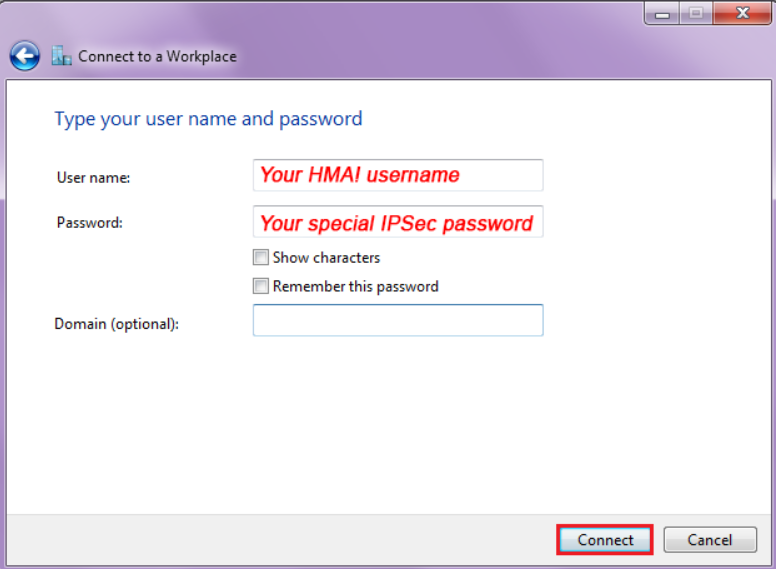 Connect to a Workplace
Type your user name and password
User name:
Your HMA! username
Password:
Your special IPSec password
Show characters
Remember this password
Domain (optional):
Connect
Cancel